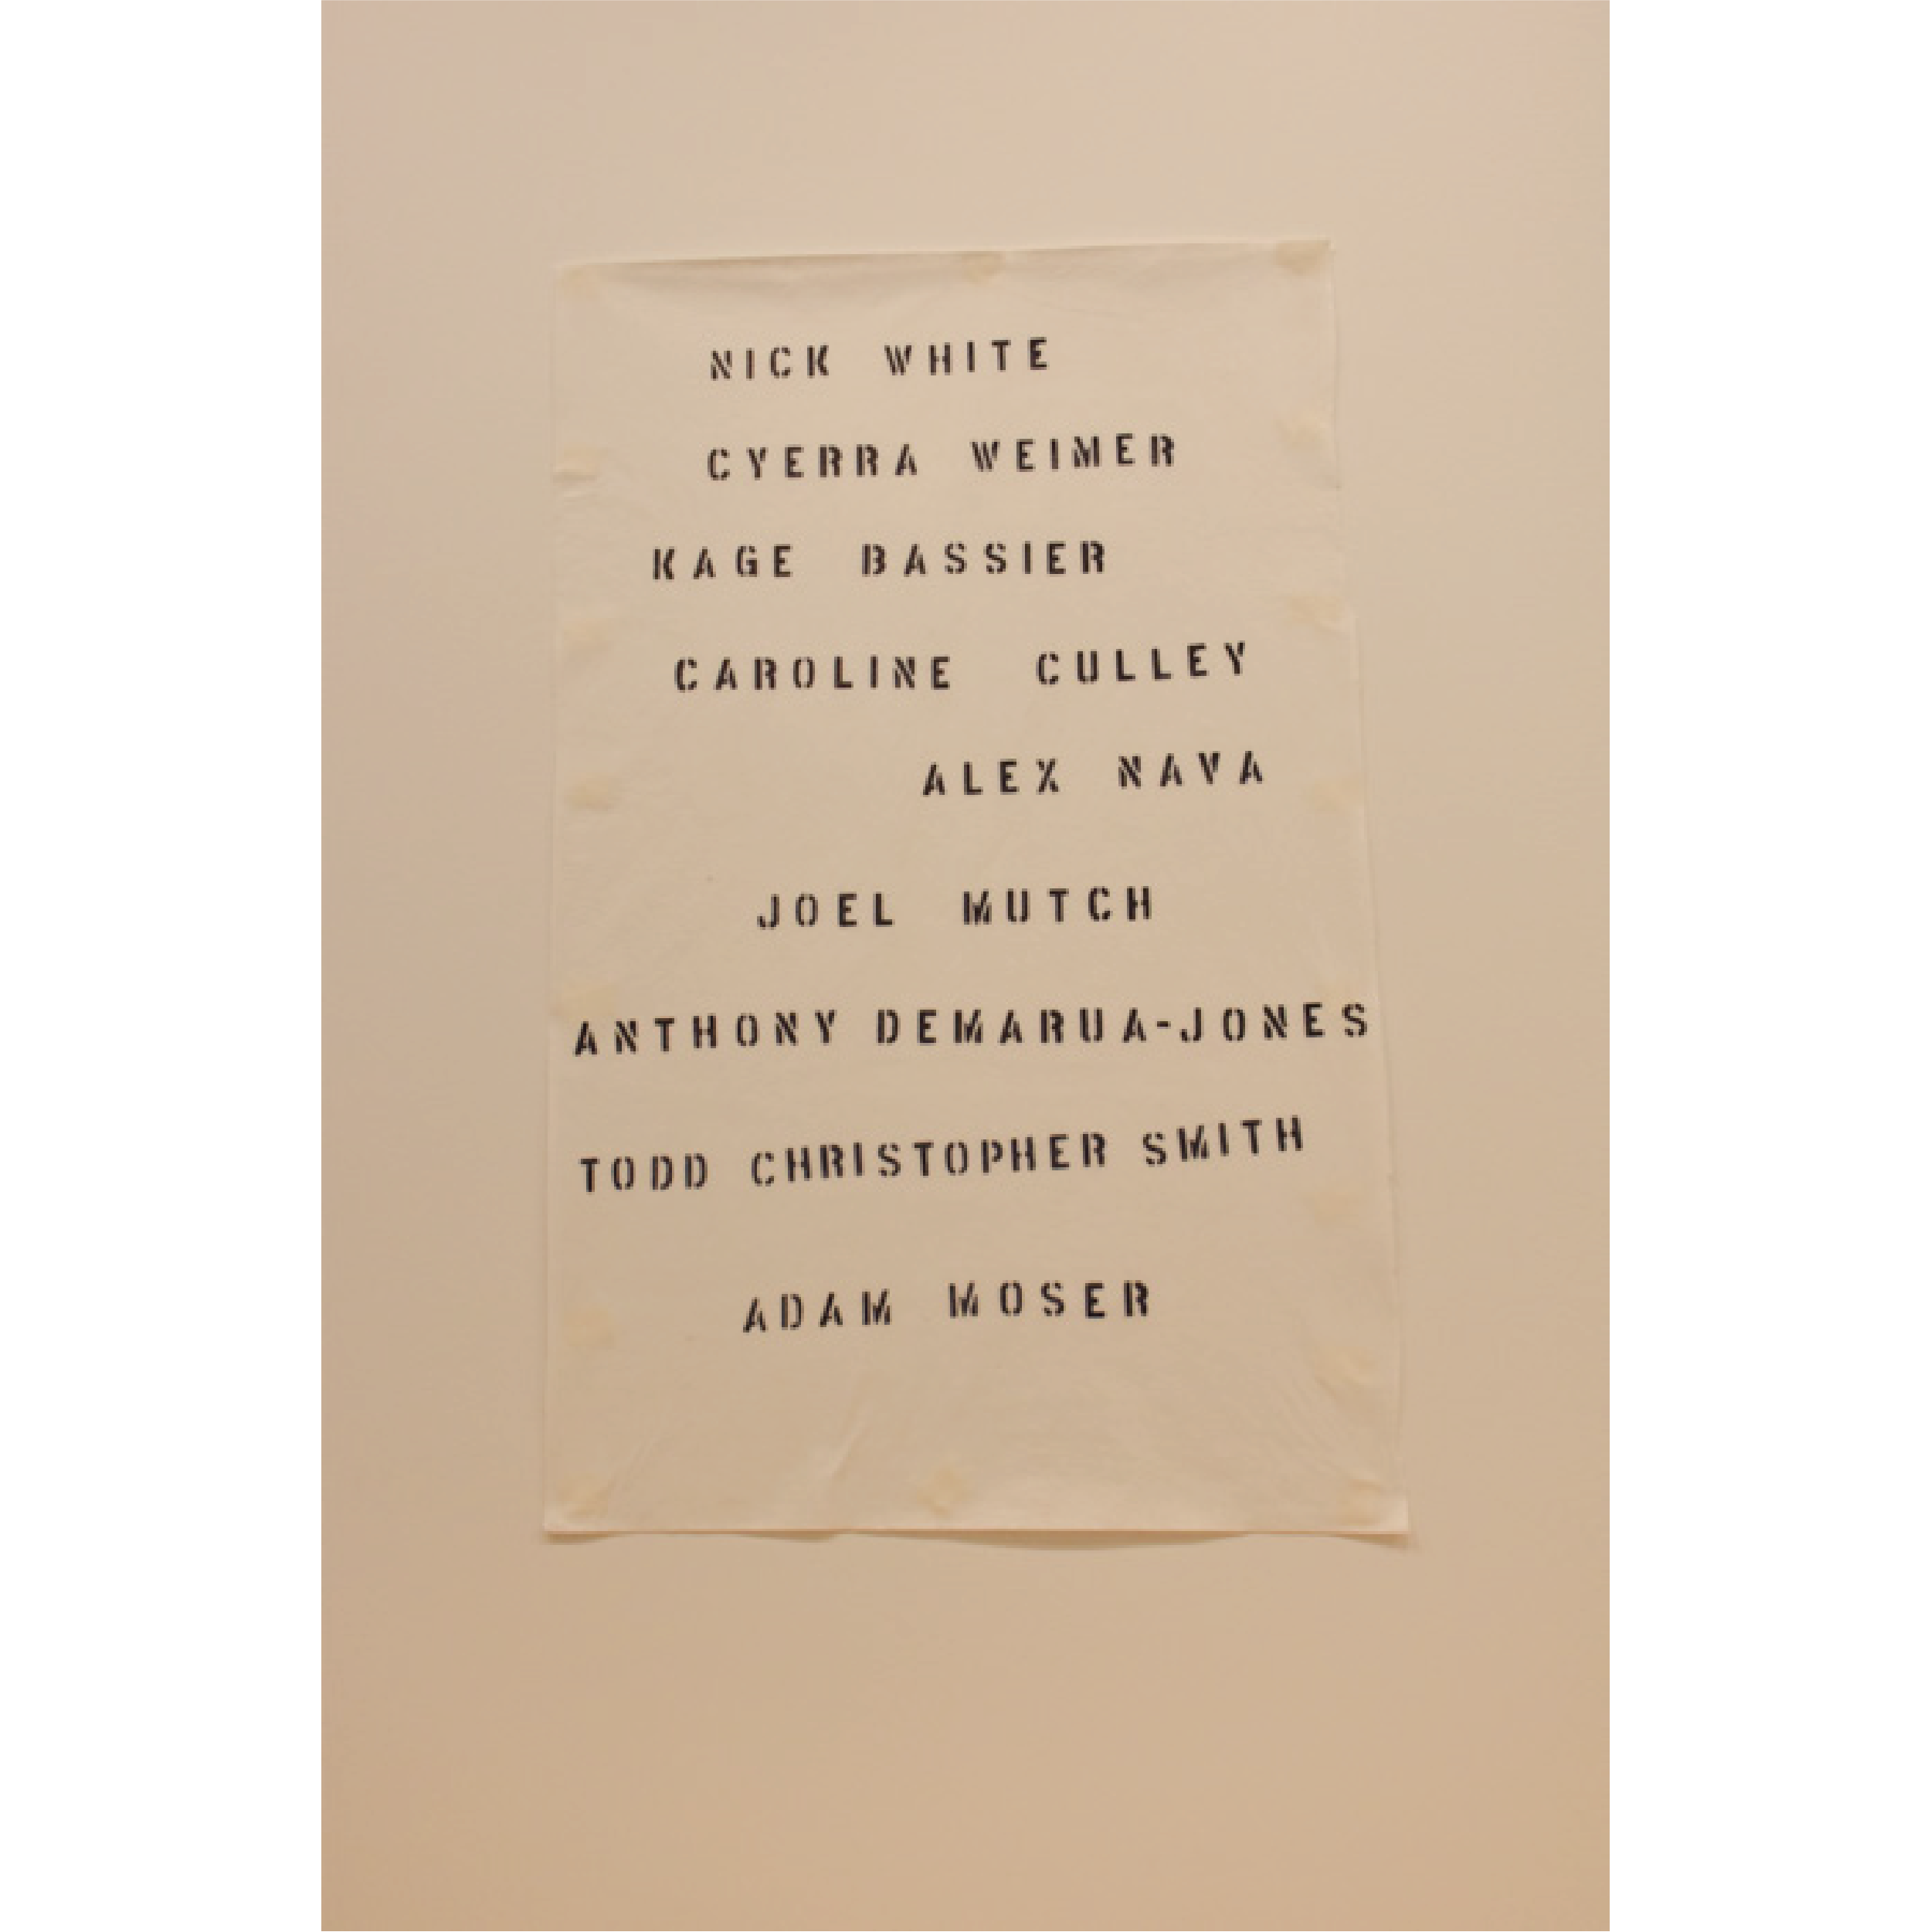 NICK WHITE
CYERRA WEIMER
KAGE BASSIER
CAROLINE CULLEY
ALEX NAVA
JOEL MUTCH
ANTHONY DEMARUA-JONES
TODD CHRISTOPHER SMITH
ADAM MOSER